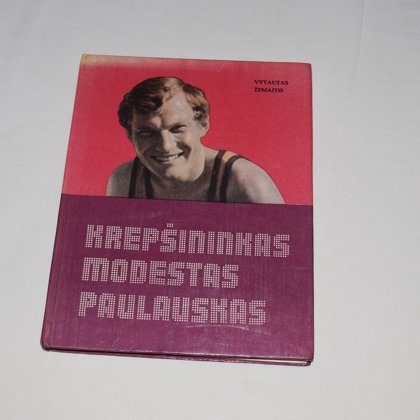 VYTAUTAS
ŽEMAITIS
KREPŠININKAS
MODESTAS
PAULAUSKAS